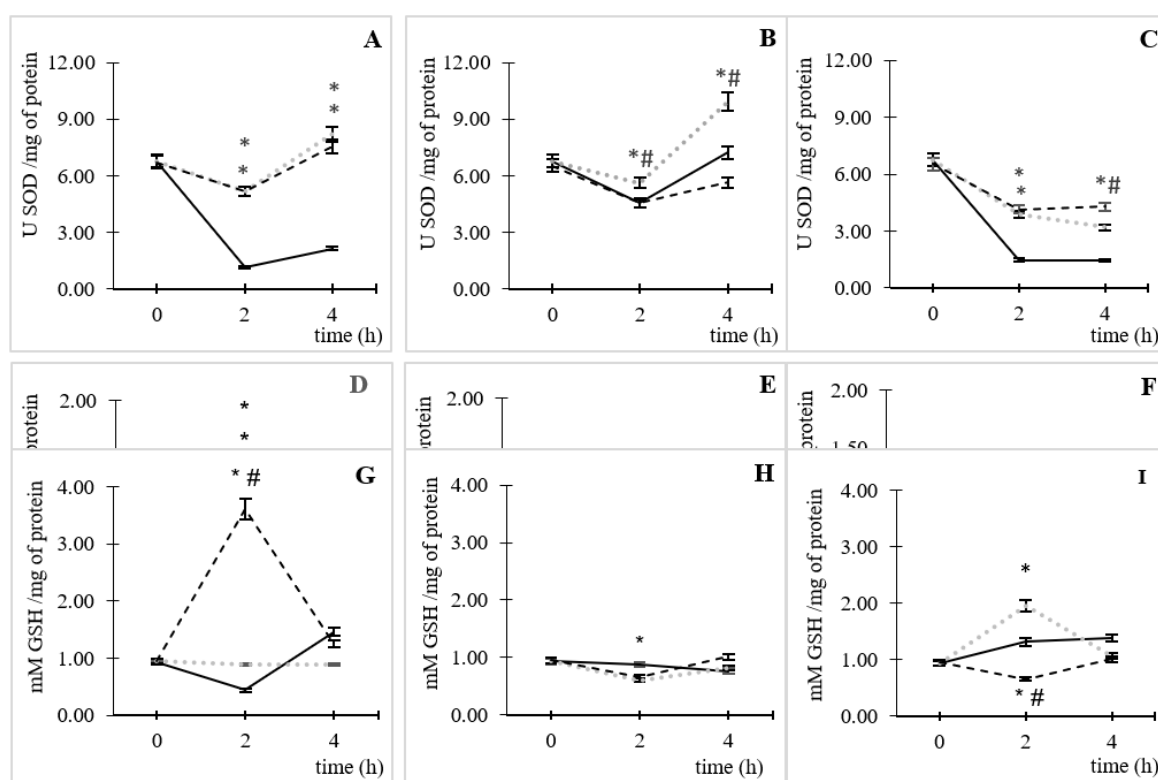 A
U SOD /mg of potein
12.00
9.00
6.00
3.00
0.00
*
*
*
*
0 2 4
time (h)
B
U SOD /mg of protein
12.00
9.00
6.00
3.00
0.00
*#
*#
0 2 4
time (h)
C
U SOD /mg of protein
12.00
9.00
6.00
3.00
0.00
*
*
*#
0 2 4
time (h)
D
2.00
*
*
E
2.00
F
2.00
G
mM GSH /mg of protein
4.00
3.00
2.00
1.00
0.00
* #
0 2 4
time (h)
H
mM GSH /mg of protein
4.00
3.00
2.00
1.00
0.00
*
0 2 4
time (h)
I
mM GSH /mg of protein
4.00
3.00
2.00
1.00
0.00
*
* #
0 2 4
time (h)